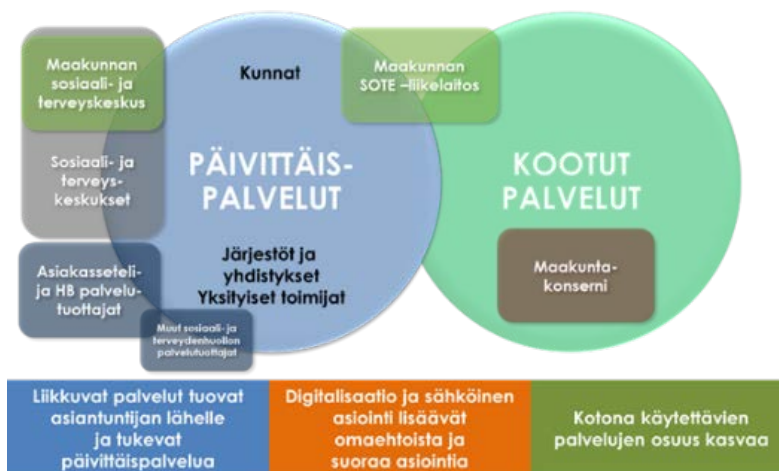 Maakunnan
sosiaali- ja
terveyskeskus
Sosiaali- ja
terveys-
keskukset
Asiakasseteli-
ja HB palvelu-
tuottajat
Muut sosiaali- ja
terveydenhuollon
palvelutuottajat
Kunnat
PÄIVITTÄIS-
PALVELUT
Järjestöt ja
yhdistykset
Yksityiset toimijat
Maakunnan
SOTE –liikelaitos
KOOTUT
PALVELUT
Maakunta-
konserni
Liikkuvat palvelut tuovat
asiantuntijan lähelle
ja tukevat
päivittäispalvelua
Digitalisaatio ja sähköinen
asiointi lisäävät
omaehtoista ja
suoraa asiointia
Kotona käytettävien
palvelujen osuus kasvaa